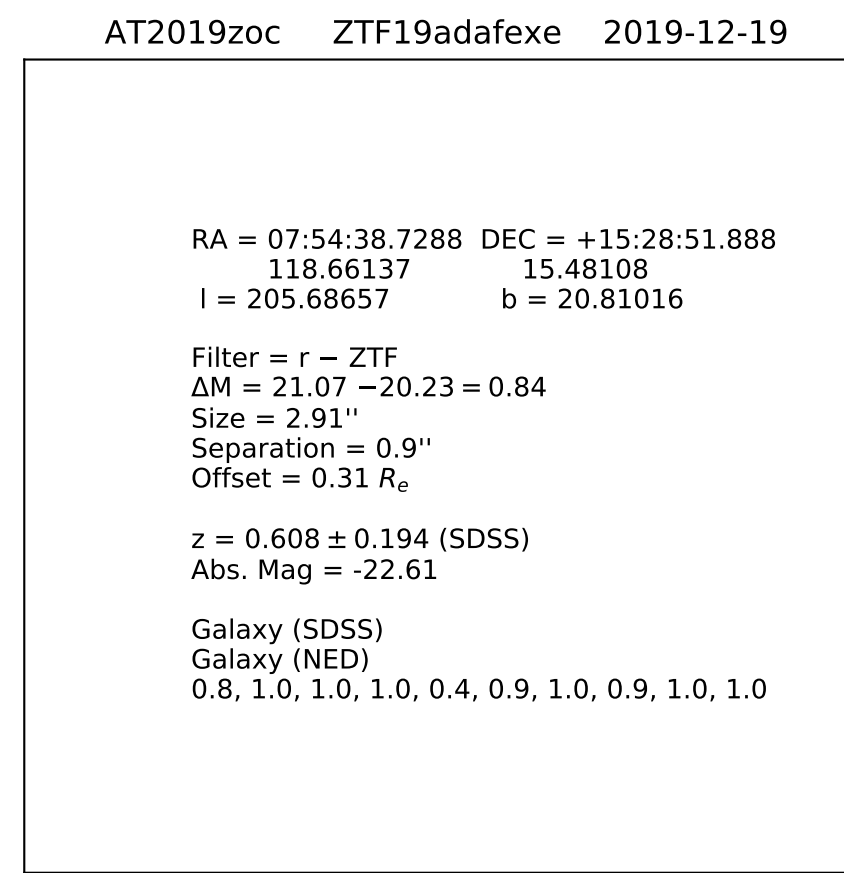 AT2019zoc ZTF19adafexe 2019-12-19
RA = 07:54:38.7288 DEC = +15:28:51.888
118.66137 15.48108
l = 205.68657 b = 20.81016
Filter = r − ZTF
ΔM = 21.07 −20.23 = 0.84
Size = 2.91''
Separation = 0.9''
Offset = 0.31 Rₑ
z = 0.608 ± 0.194 (SDSS)
Abs. Mag = -22.61
Galaxy (SDSS)
Galaxy (NED)
0.8, 1.0, 1.0, 1.0, 0.4, 0.9, 1.0, 0.9, 1.0, 1.0